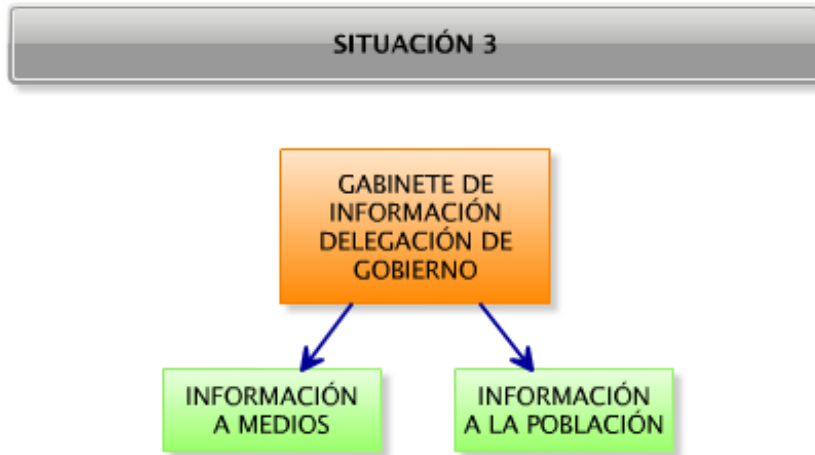 SITUACIÓN 3
GABINETE DE
INFORMACIÓN
DELEGACIÓN DE
GOBIERNO
INFORMACIÓN
A MEDIOS
INFORMACIÓN
A LA POBLACIÓN